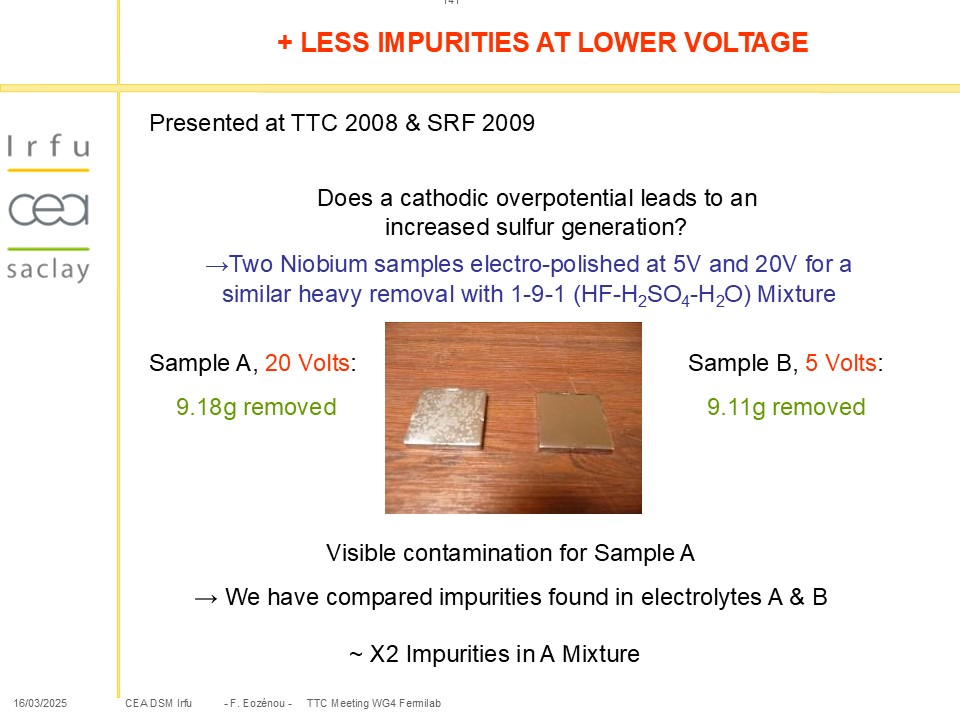 + LESS IMPURITIES AT LOWER VOLTAGE
Presented at TTC 2008 & SRF 2009
Irfu
cea
saclay
Does a cathodic overpotential leads to an
increased sulfur generation?
→Two Niobium samples electro-polished at 5V and 20V for a
similar heavy removal with 1-9-1 (HF-H₂SO₄-H₂O) Mixture
Sample A, 20 Volts:
9.18g removed
Sample B, 5 Volts:
9.11g removed
Visible contamination for Sample A
→ We have compared impurities found in electrolytes A & B
~ X2 Impurities in A Mixture
16/03/2025 CEA DSM Irfu - F. Eozénou - TTC Meeting WG4 Fermilab